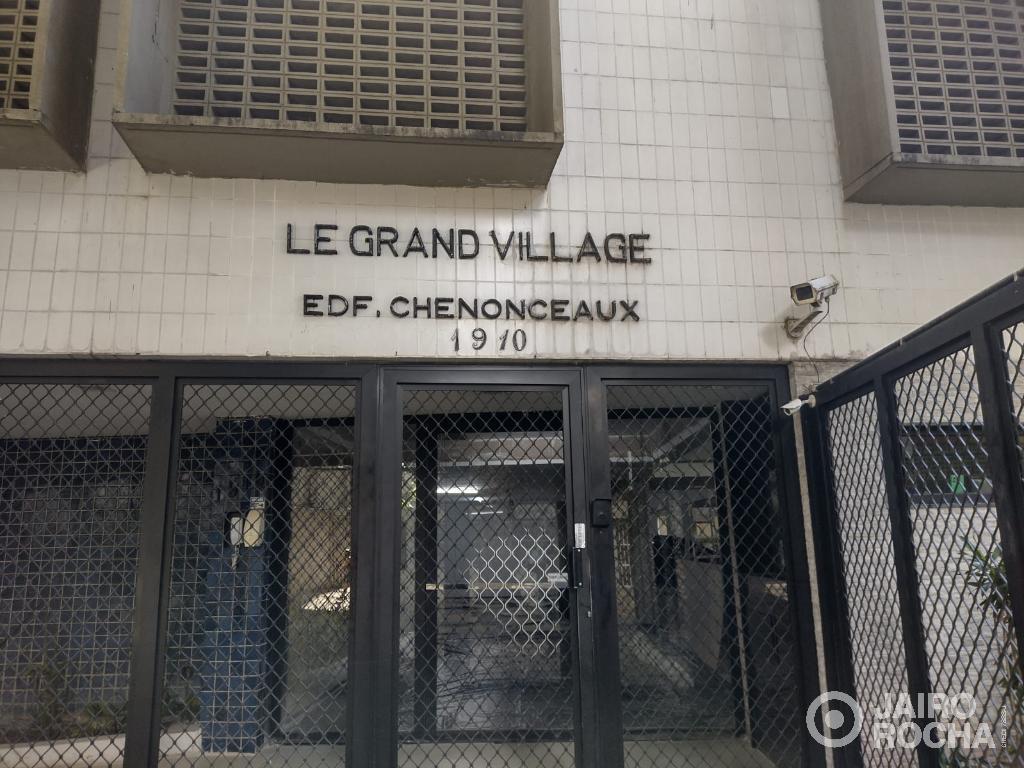 LE GRAND VILLAGE
EDF. CHENONCEAUX
1910
JAIRO
ROCHA